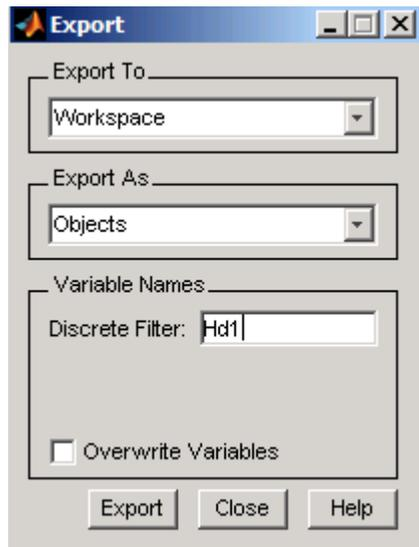 Export
Export To
Workspace
Export As
Objects
Variable Names
Discrete Filter: Hd1
Overwrite Variables
Export Close Help